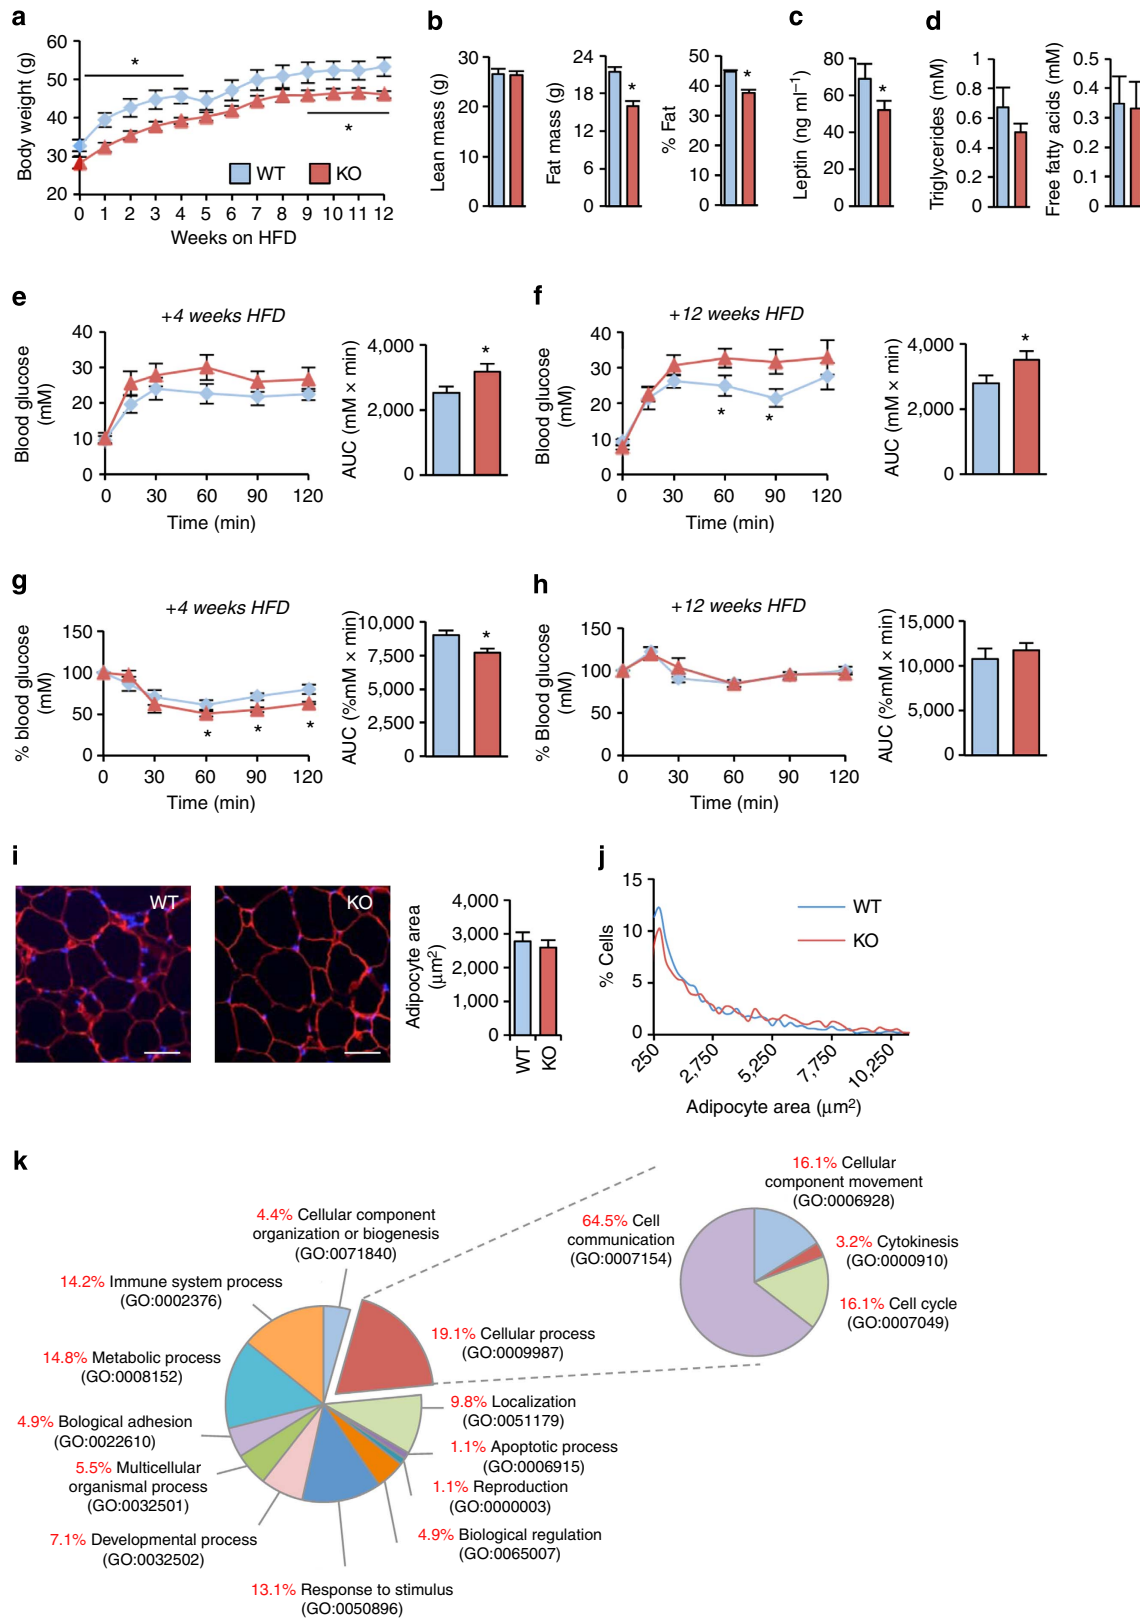 a
Body weight (g)
60
50
40
30
20
*
*
WT
KO
0 1 2 3 4 5 6 7 8 9 10 11 12
Weeks on HFD
b
Lean mass (g)
30
20
10
0
Fat mass (g)
24
18
12
6
0
*
% Fat
50
40
30
20
10
0
*
c
Leptin (ng ml−1)
80
60
40
20
0
*
d
Triglycerides (mM)
1
0.8
0.6
0.4
0.2
0
Free fatty acids (mM)
0.5
0.4
0.3
0.2
0.1
0
e
+4 weeks HFD
Blood glucose
(mM)
40
30
20
10
0
0 15 30 60 90 120
Time (min)
AUC (mM × min)
4,000
2,000
0
*
f
+12 weeks HFD
Blood glucose
(mM)
40
30
20
10
0
*
*
0 30 60 90 120
Time (min)
AUC (mM × min)
4,000
2,000
0
*
g
+4 weeks HFD
% blood glucose
(mM)
150
100
50
0
* * *
0 30 60 90 120
Time (min)
AUC (%mM × min)
10,000
7,500
5,000
2,500
0
*
h
+12 weeks HFD
% Blood glucose
(mM)
150
100
50
0
0 30 60 90 120
Time (min)
AUC (%mM × min)
15,000
10,000
5,000
0
i
WT
KO
Adipocyte area
(μm2)
4,000
3,000
2,000
1,000
0
WT
KO
j
% Cells
15
10
5
0
WT
KO
250
2,750
5,250
7,750
10,250
Adipocyte area (μm2)
k
4.4% Cellular component
organization or biogenesis
(GO:0071840)
14.2% Immune system process
(GO:0002376)
14.8% Metabolic process
(GO:0008152)
4.9% Biological adhesion
(GO:0022610)
5.5% Multicellular
organismal process
(GO:0032501)
7.1% Developmental process
(GO:0032502)
13.1% Response to stimulus
(GO:0050896)
19.1% Cellular process
(GO:0009987)
9.8% Localization
(GO:0051179)
1.1% Apoptotic process
(GO:0006915)
1.1% Reproduction
(GO:0000003)
4.9% Biological regulation
(GO:0065007)
64.5% Cell
communication
(GO:0007154)
16.1% Cellular
component movement
(GO:0006928)
3.2% Cytokinesis
(GO:0000910)
16.1% Cell cycle
(GO:0007049)